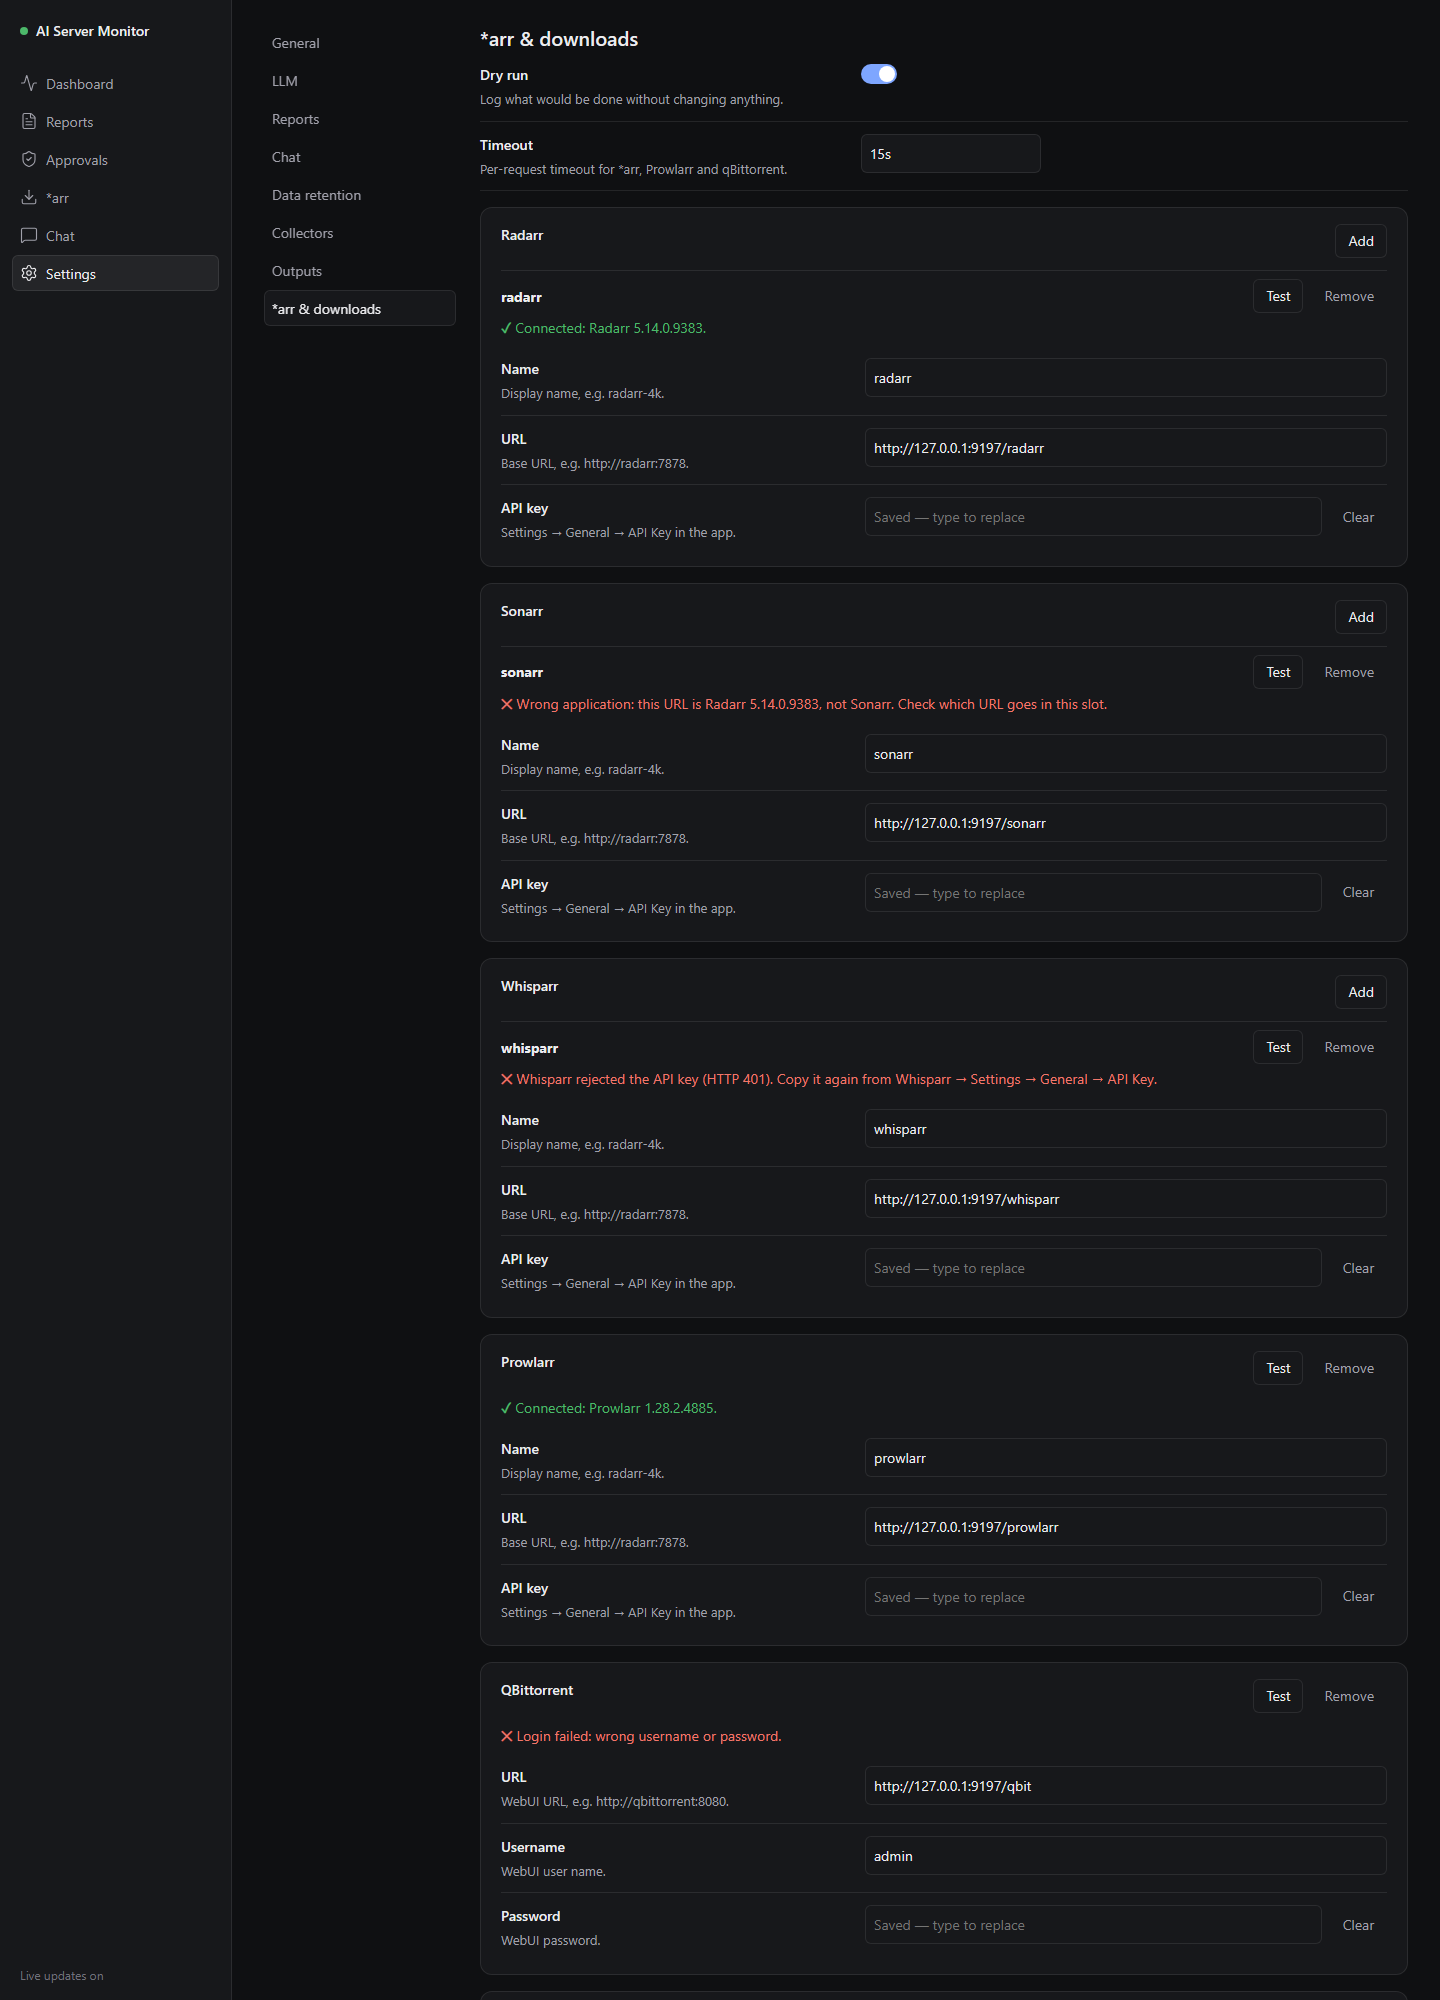 AI Server Monitor
Dashboard
Reports
Approvals
*arr
Chat
Settings
Live updates on
General
LLM
Reports
Chat
Data retention
Collectors
Outputs
*arr & downloads
*arr & downloads
Dry run
Log what would be done without changing anything.
Timeout
Per-request timeout for *arr, Prowlarr and qBittorrent.
15s
Radarr
Add
radarr
Test
Remove
✓ Connected: Radarr 5.14.0.9383.
Name
Display name, e.g. radarr-4k.
radarr
URL
Base URL, e.g. http://radarr:7878.
http://127.0.0.1:9197/radarr
API key
Settings → General → API Key in the app.
Saved — type to replace
Clear
Sonarr
Add
sonarr
Test
Remove
✕ Wrong application: this URL is Radarr 5.14.0.9383, not Sonarr. Check which URL goes in this slot.
Name
Display name, e.g. radarr-4k.
sonarr
URL
Base URL, e.g. http://radarr:7878.
http://127.0.0.1:9197/sonarr
API key
Settings → General → API Key in the app.
Saved — type to replace
Clear
Whisparr
Add
whisparr
Test
Remove
✕ Whisparr rejected the API key (HTTP 401). Copy it again from Whisparr → Settings → General → API Key.
Name
Display name, e.g. radarr-4k.
whisparr
URL
Base URL, e.g. http://radarr:7878.
http://127.0.0.1:9197/whisparr
API key
Settings → General → API Key in the app.
Saved — type to replace
Clear
Prowlarr
Test
Remove
✓ Connected: Prowlarr 1.28.2.4885.
Name
Display name, e.g. radarr-4k.
prowlarr
URL
Base URL, e.g. http://radarr:7878.
http://127.0.0.1:9197/prowlarr
API key
Settings → General → API Key in the app.
Saved — type to replace
Clear
QBittorrent
Test
Remove
✕ Login failed: wrong username or password.
URL
WebUI URL, e.g. http://qbittorrent:8080.
http://127.0.0.1:9197/qbit
Username
WebUI user name.
admin
Password
WebUI password.
Saved — type to replace
Clear